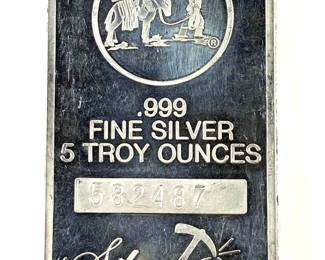 ®
.999
FINE SILVER
5 TROY OUNCES
582487